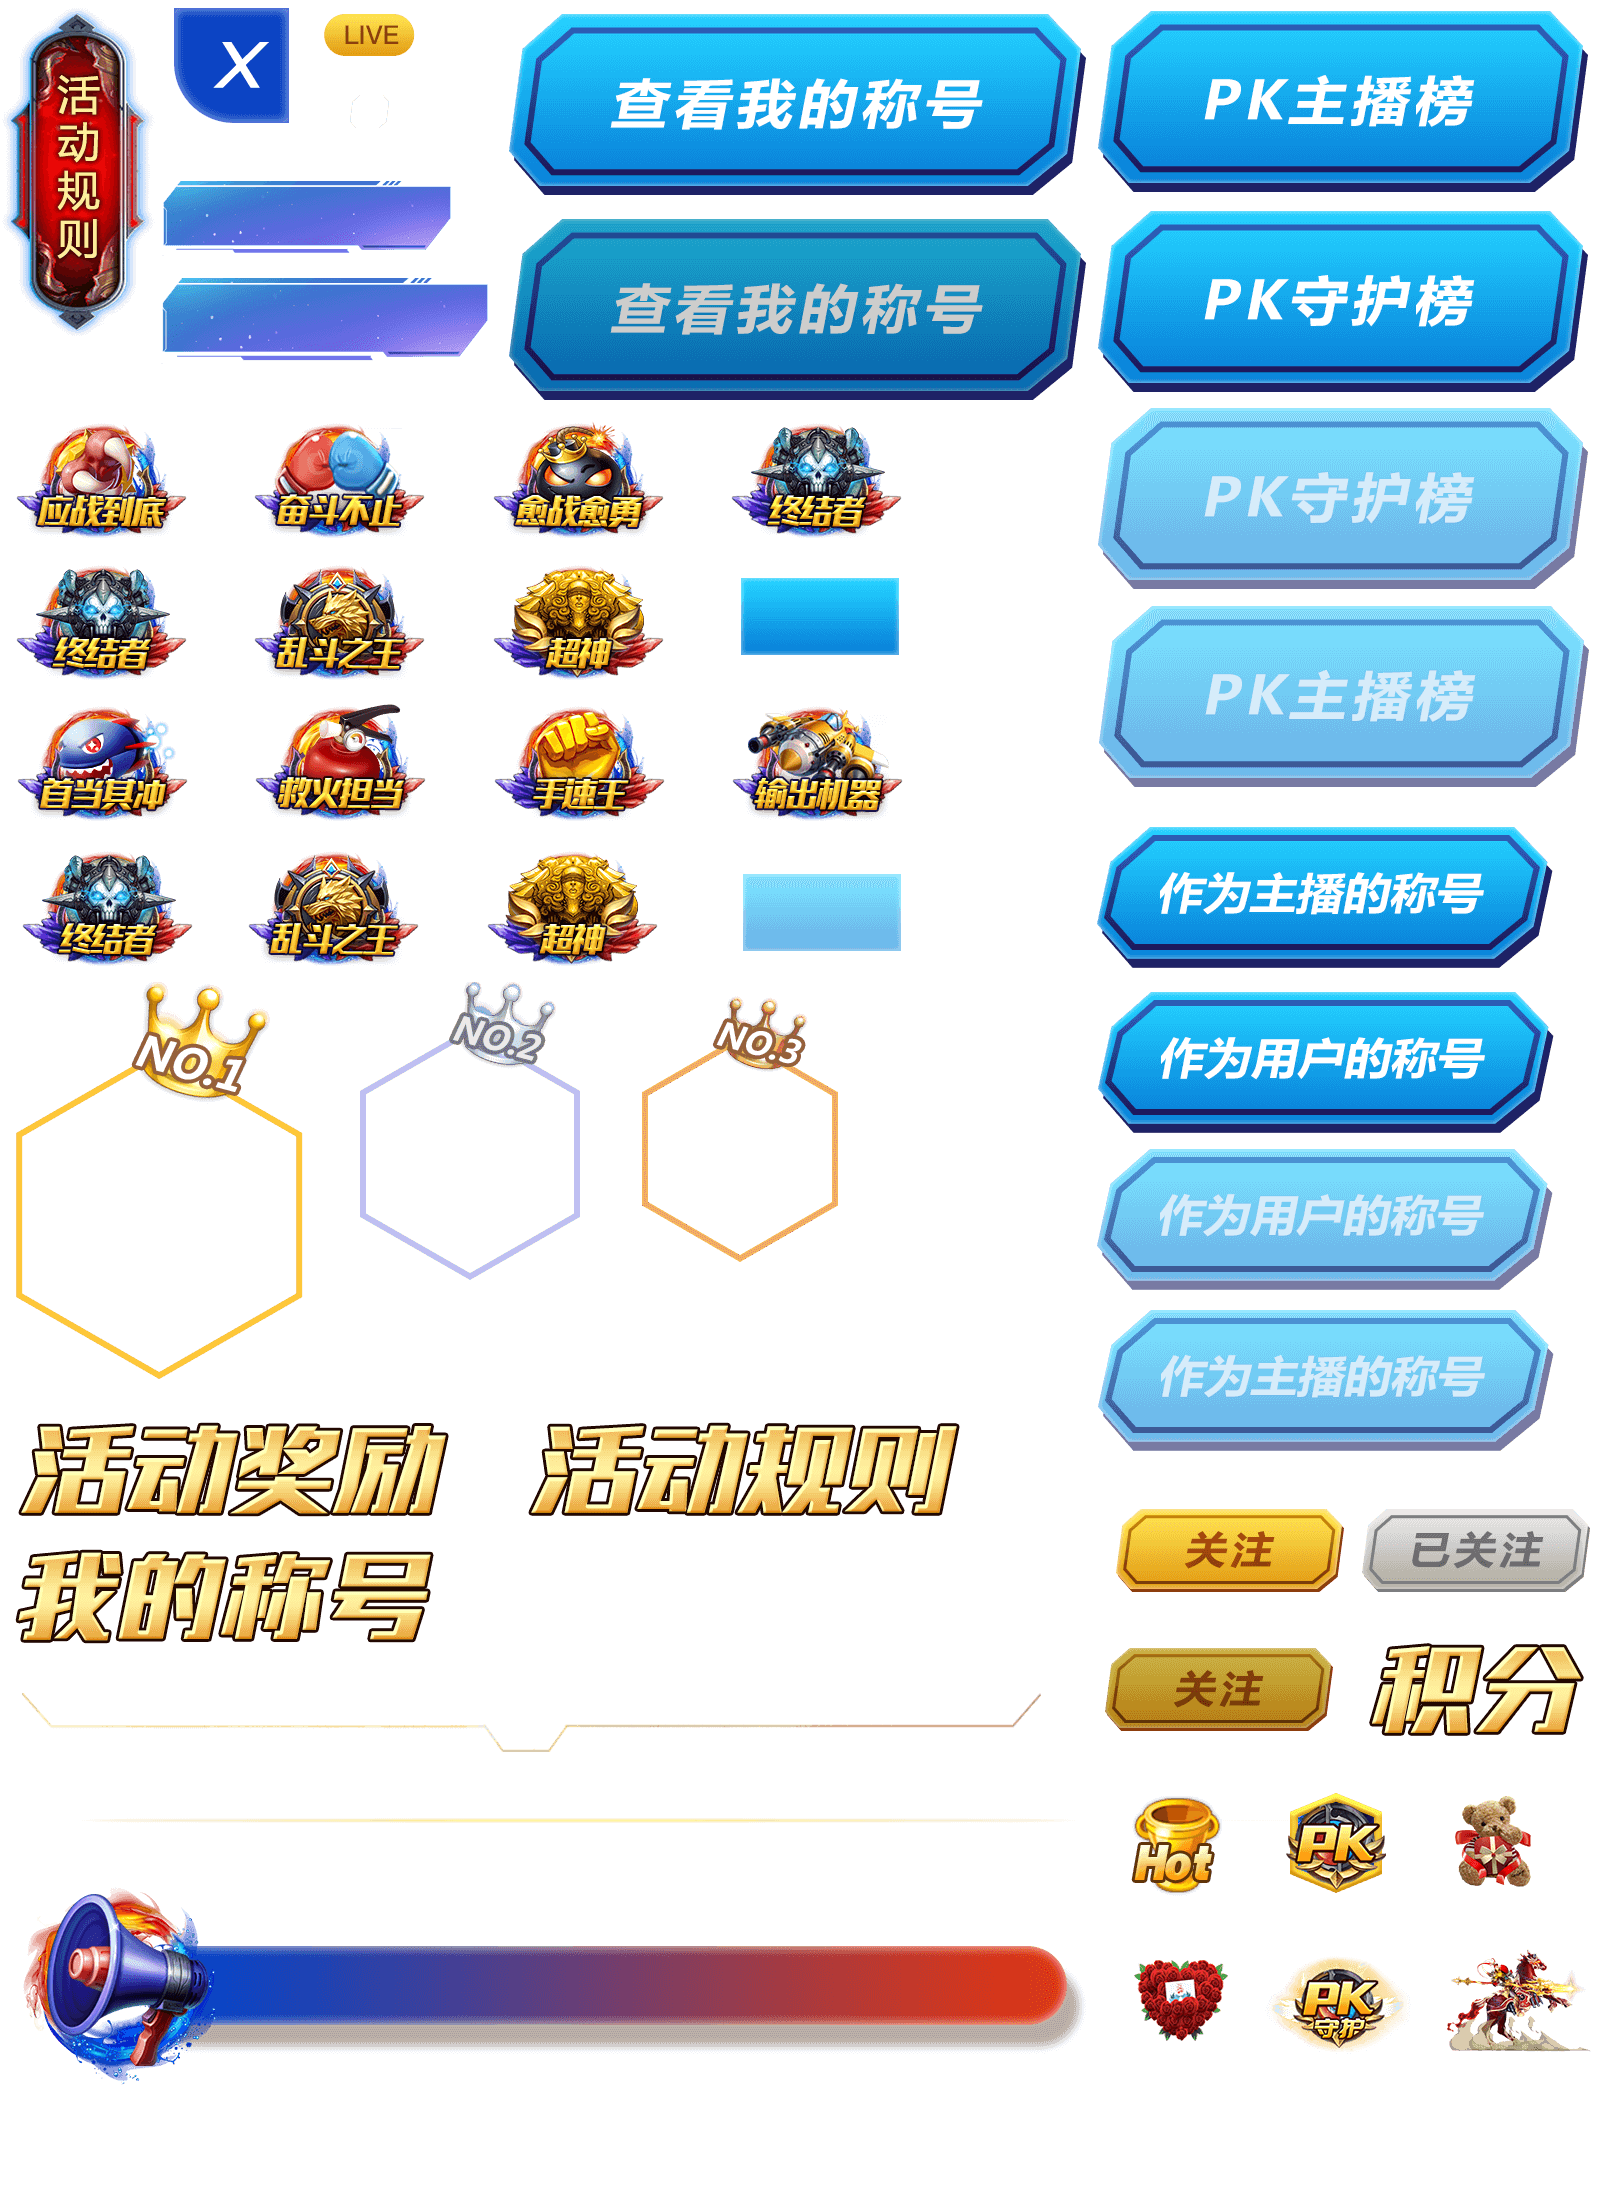 活动规则
X
LIVE
查看我的称号
PK主播榜
查看我的称号
PK守护榜
PK守护榜
PK主播榜
应战到底
奋斗不止
愈战愈勇
终结者
终结者
乱斗之王
超神
首当其冲
救火担当
手速王
输出机器
终结者
乱斗之王
超神
作为主播的称号
作为用户的称号
作为用户的称号
作为主播的称号
NO.1
NO.2
NO.3
活动奖励
活动规则
我的称号
关注
已关注
关注
积分
Hot
PK
PK
守护